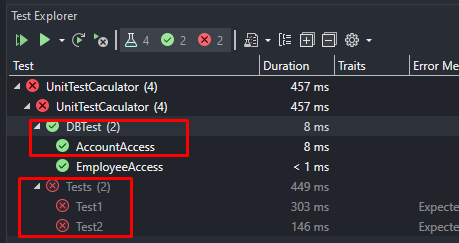 Test Explorer
4 2 2
Test Duration Traits Error Me
UnitTestCaculator (4) 457 ms
UnitTestCaculator (4) 457 ms
DBTest (2) 8 ms
AccountAccess 8 ms
EmployeeAccess < 1 ms
Tests (2) 449 ms
Test1 303 ms Expecte
Test2 146 ms Expecte